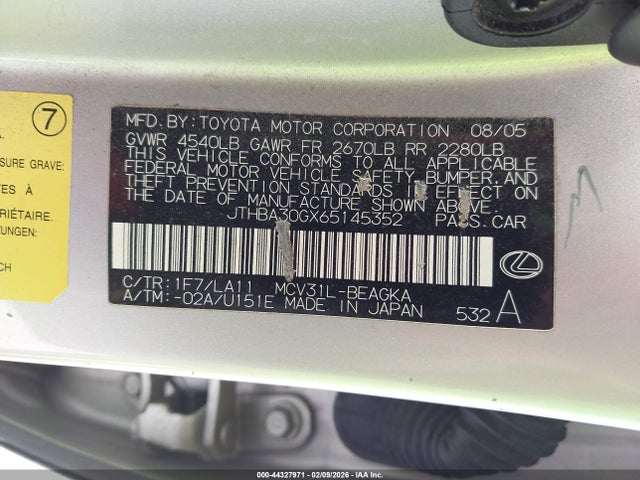 7
A.
SURE GRAVE:
TES À
RIÉTAIRE.
UNGEN:
CH
MFD. BY: TOYOTA MOTOR CORPORATION 08/05
GVWR 4540LB GAWR FR 2670LB RR 2280LB
THIS VEHICLE CONFORMS TO ALL APPLICABLE
FEDERAL MOTOR VEHICLE SAFETY, BUMPER, AND
THEFT PREVENTION STANDARDS IN EFFECT ON
THE DATE OF MANUFACTURE SHOWN ABOVE.
JTHBA30GX65145352 PASS. CAR
C/TR: 1F7/LA11 MCV31L-BEAGKA
A/TM: -02A/U151E MADE IN JAPAN 532 A
000-44327971 - 02/09/2026 - IAAI.COM